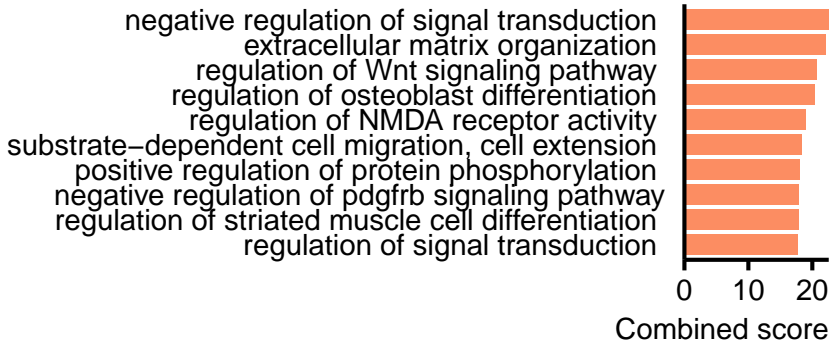 negative regulation of signal transduction
extracellular matrix organization
regulation of Wnt signaling pathway
regulation of osteoblast differentiation
regulation of NMDA receptor activity
substrate−dependent cell migration, cell extension
positive regulation of protein phosphorylation
negative regulation of pdgfrb signaling pathway
regulation of striated muscle cell differentiation
regulation of signal transduction
0 10 20
Combined score